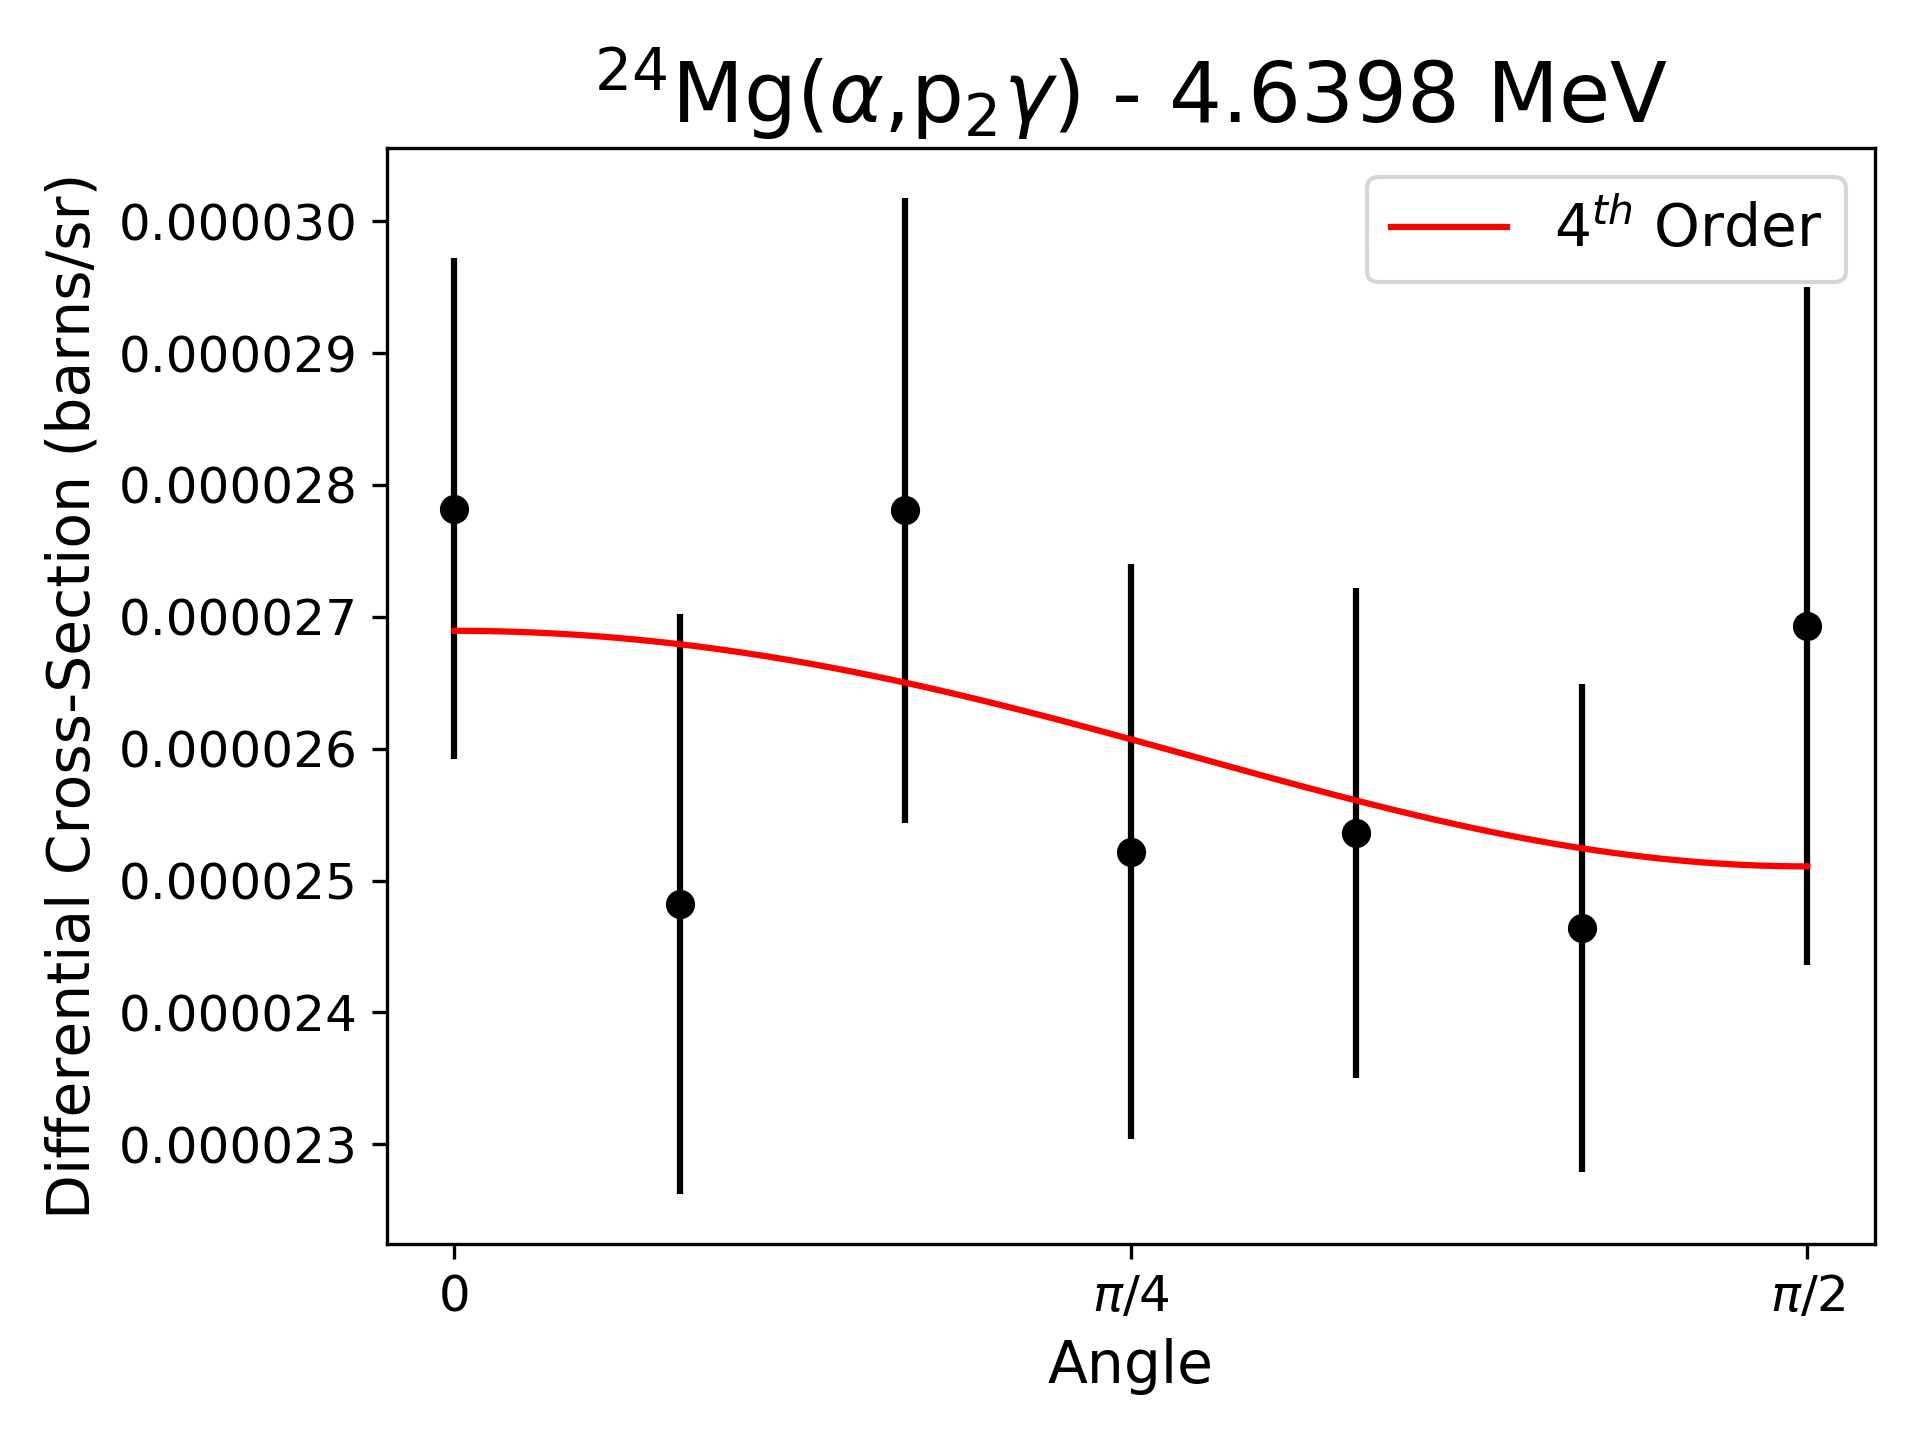 ²⁴Mg(α,p₂γ) - 4.6398 MeV
4ᵗʰ Order
Differential Cross-Section (barns/sr)
0.000030
0.000029
0.000028
0.000027
0.000026
0.000025
0.000024
0.000023
0
π/4
π/2
Angle